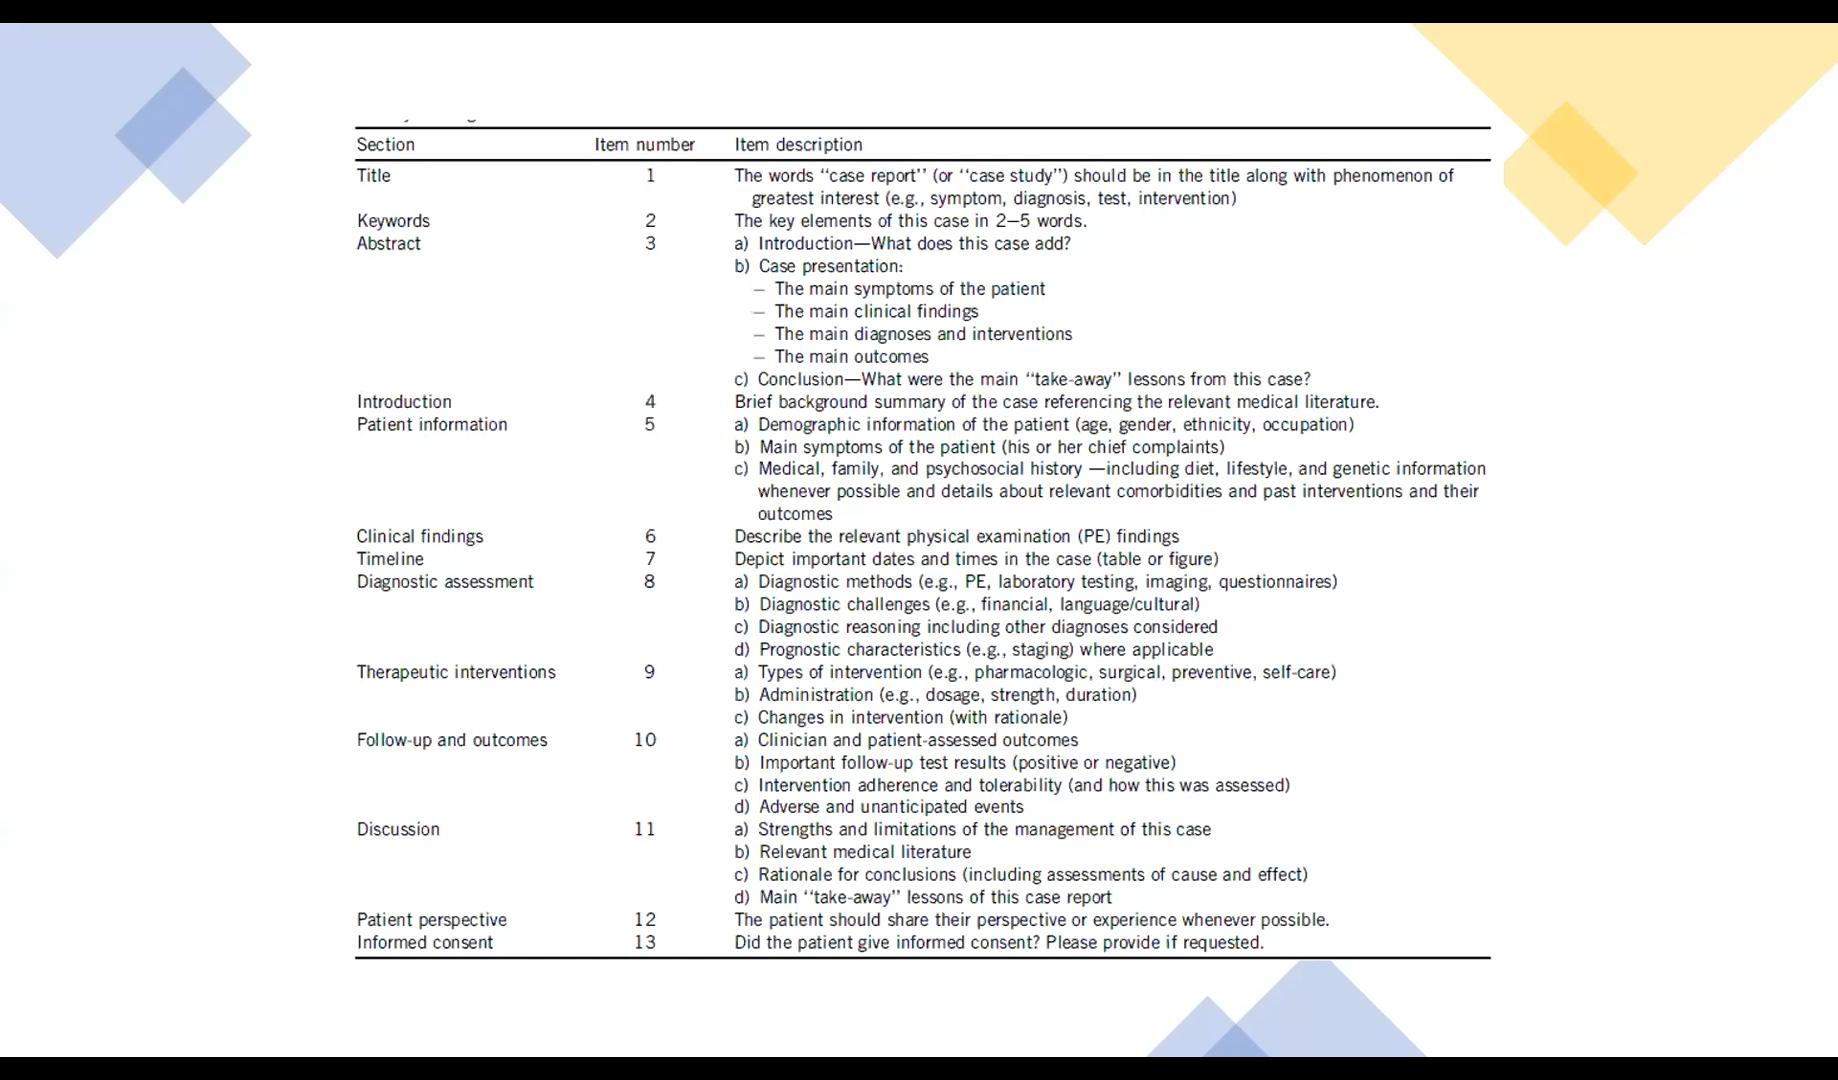 Section Item number Item description
Title 1 The words “case report” (or “case study”) should be in the title along with phenomenon of
greatest interest (e.g., symptom, diagnosis, test, intervention)
Keywords 2 The key elements of this case in 2–5 words.
Abstract 3 a) Introduction—What does this case add?
b) Case presentation:
– The main symptoms of the patient
– The main clinical findings
– The main diagnoses and interventions
– The main outcomes
c) Conclusion—What were the main “take-away” lessons from this case?
Introduction 4 Brief background summary of the case referencing the relevant medical literature.
Patient information 5 a) Demographic information of the patient (age, gender, ethnicity, occupation)
b) Main symptoms of the patient (his or her chief complaints)
c) Medical, family, and psychosocial history —including diet, lifestyle, and genetic information
whenever possible and details about relevant comorbidities and past interventions and their
outcomes
Clinical findings 6 Describe the relevant physical examination (PE) findings
Timeline 7 Depict important dates and times in the case (table or figure)
Diagnostic assessment 8 a) Diagnostic methods (e.g., PE, laboratory testing, imaging, questionnaires)
b) Diagnostic challenges (e.g., financial, language/cultural)
c) Diagnostic reasoning including other diagnoses considered
d) Prognostic characteristics (e.g., staging) where applicable
Therapeutic interventions 9 a) Types of intervention (e.g., pharmacologic, surgical, preventive, self-care)
b) Administration (e.g., dosage, strength, duration)
c) Changes in intervention (with rationale)
Follow-up and outcomes 10 a) Clinician and patient-assessed outcomes
b) Important follow-up test results (positive or negative)
c) Intervention adherence and tolerability (and how this was assessed)
d) Adverse and unanticipated events
Discussion 11 a) Strengths and limitations of the management of this case
b) Relevant medical literature
c) Rationale for conclusions (including assessments of cause and effect)
d) Main “take-away” lessons of this case report
Patient perspective 12 The patient should share their perspective or experience whenever possible.
Informed consent 13 Did the patient give informed consent? Please provide if requested.